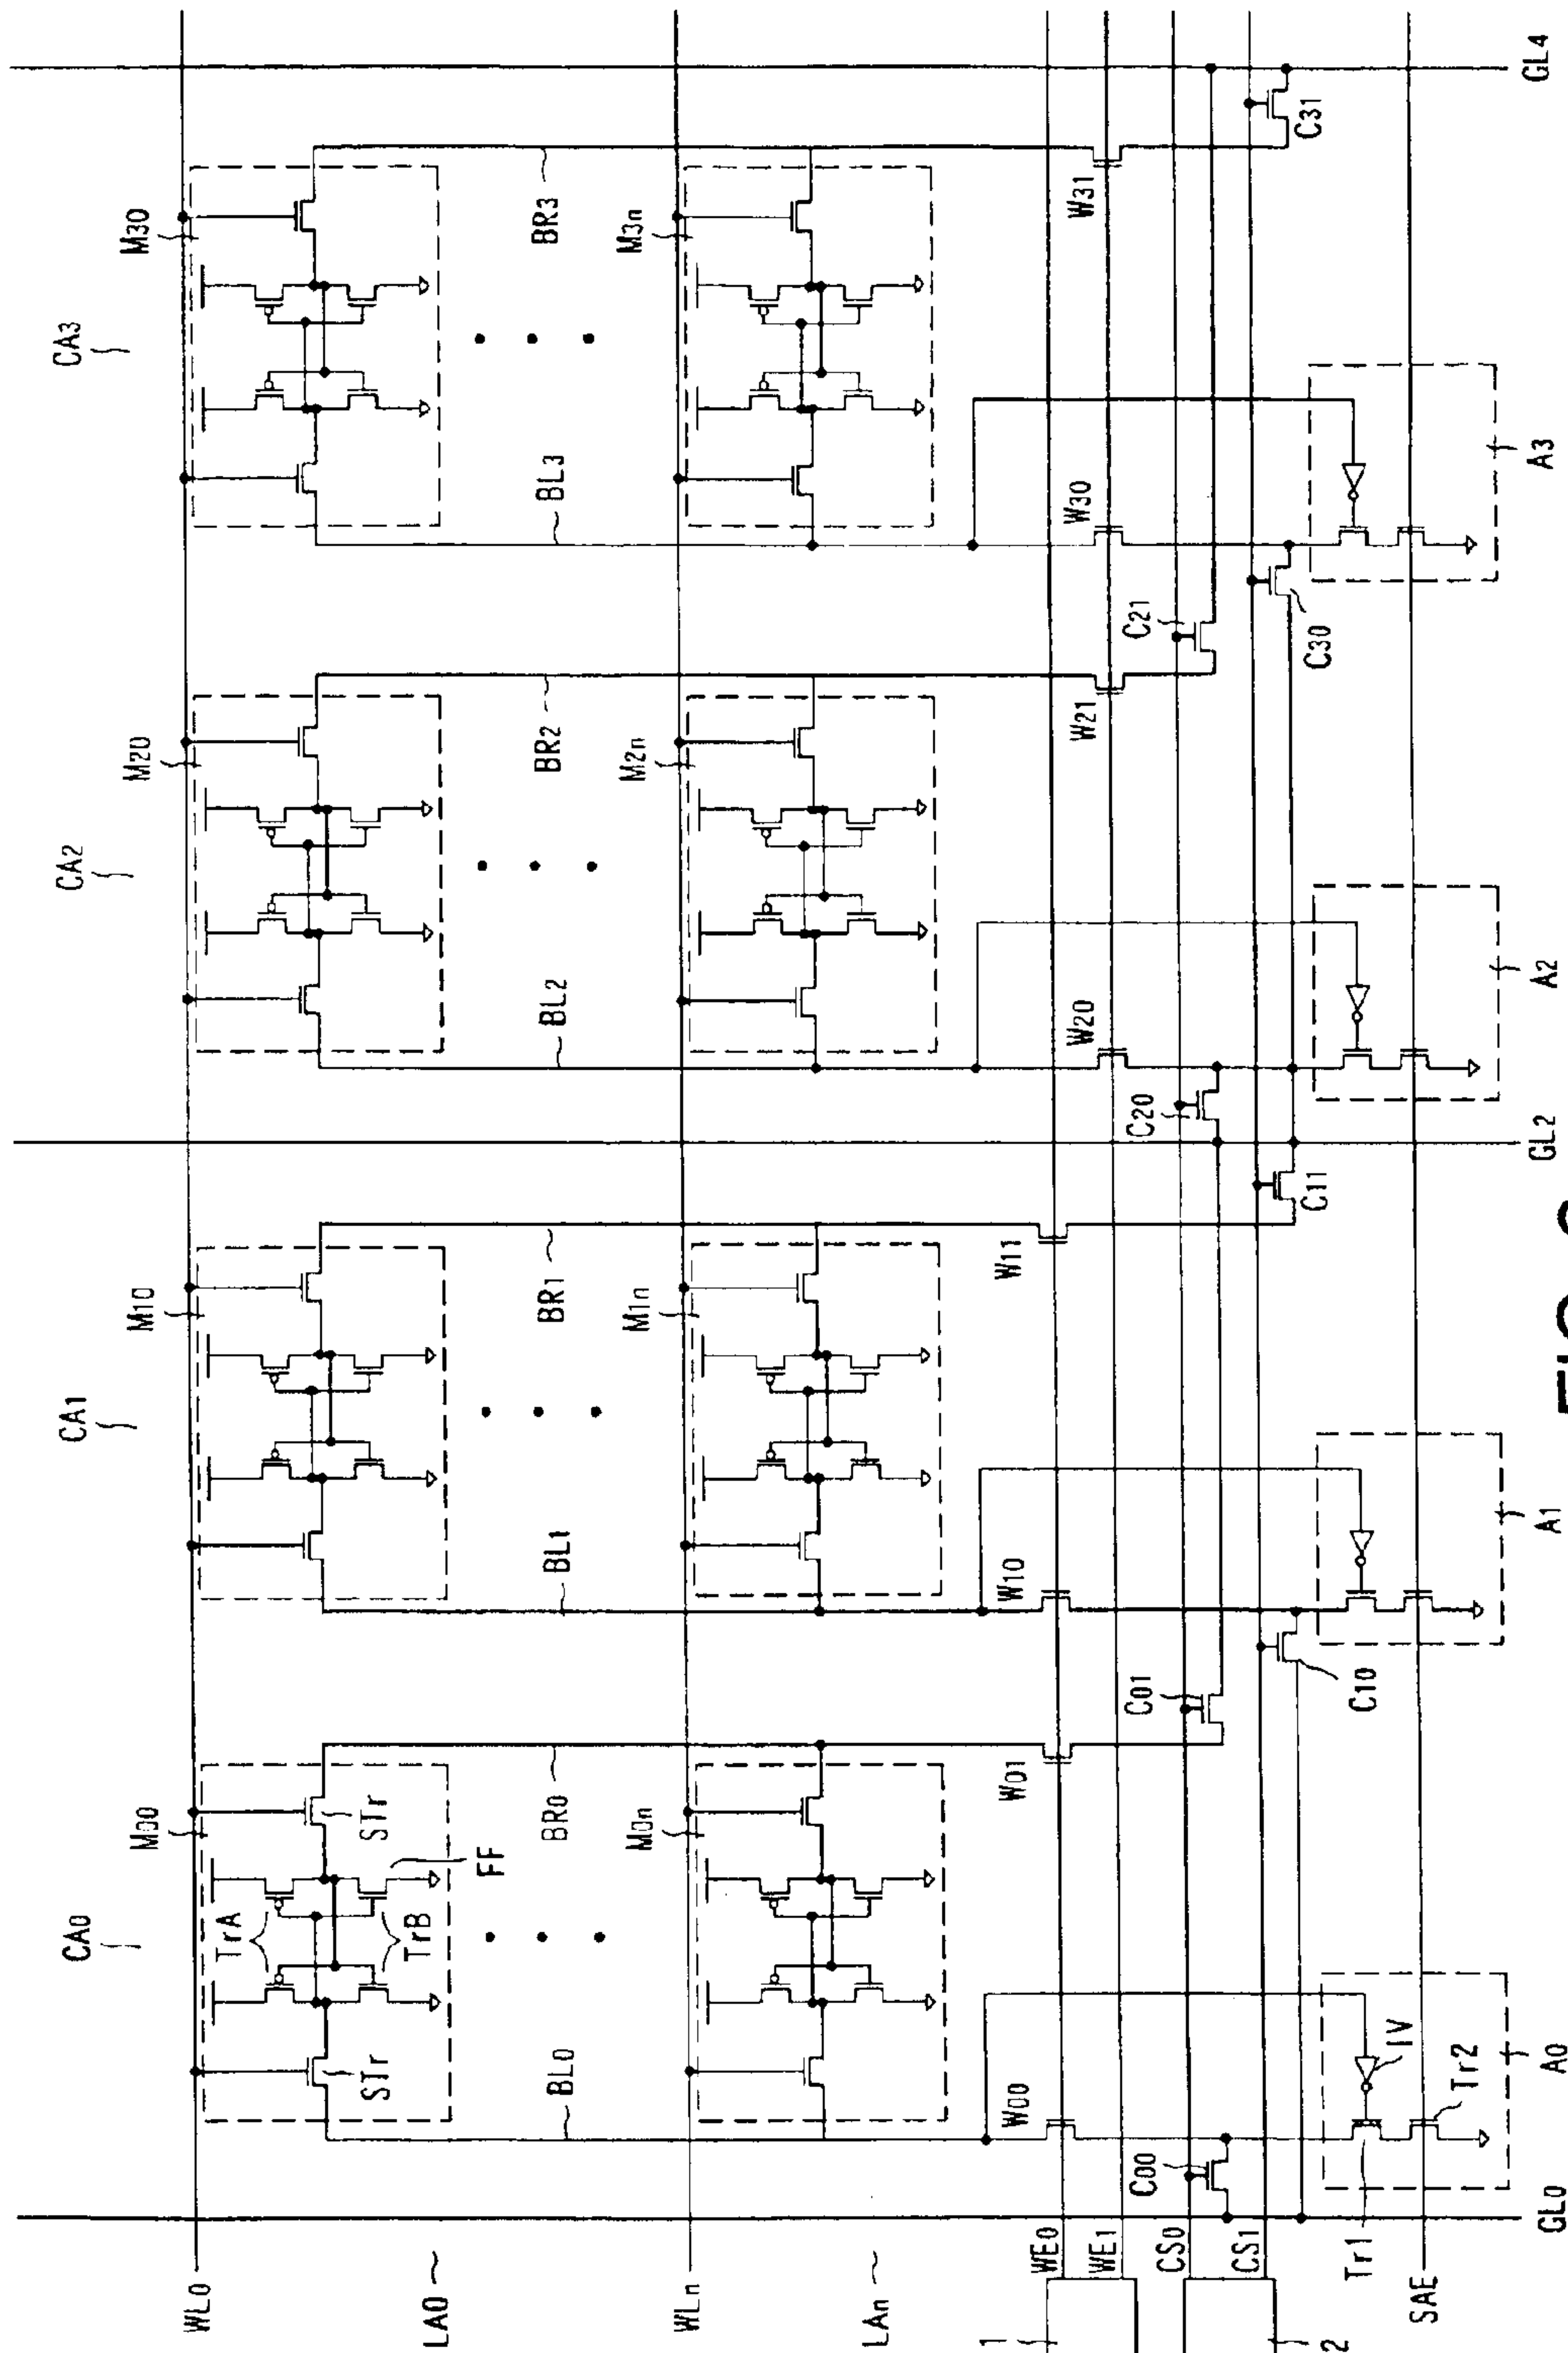 CA0
CA1
CA2
CA3
M00
M10
M20
M30
WL0
TrA
STr
STr
TrB
FF
LA0
BL0
BR0
BL1
BR1
BL2
BR2
BL3
BR3
M0n
M1n
M2n
M3n
WLn
LAn
W00
W01
W10
W11
W20
W21
W30
W31
1
WE0
WE1
C00
C01
C20
C21
CS0
CS1
2
C10
C11
C30
C31
Tr1
IV
Tr2
SAE
A0
A1
A2
A3
GL0
GL2
GL4